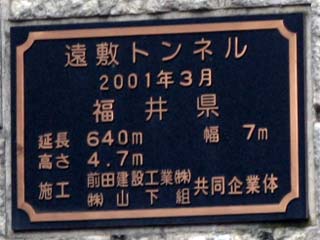 遠敷トンネル
2001年3月
福井県
延長 640m 幅 7m
高さ 4.7m
施工 前田建設工業㈱ 共同企業体
㈱山下組